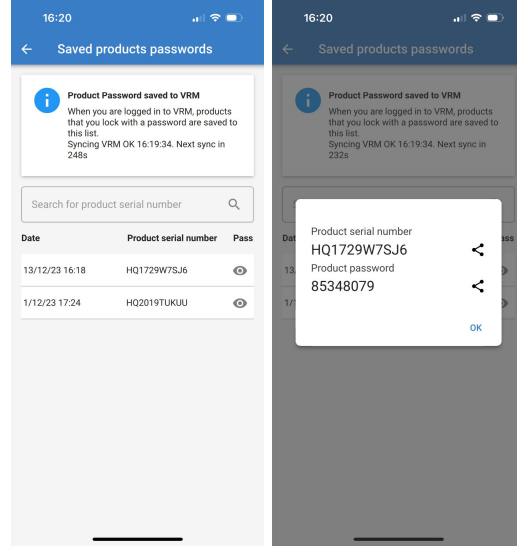 16:20
Saved products passwords
Product Password saved to VRM
When you are logged in to VRM, products
that you lock with a password are saved to
this list.
Syncing VRM OK 16:19:34. Next sync in
248s
Search for product serial number
Date Product serial number Pass
13/12/23 16:18 HQ1729W7SJ6
1/12/23 17:24 HQ2019TUKUU
16:20
Saved products passwords
Product Password saved to VRM
When you are logged in to VRM, products
that you lock with a password are saved to
this list.
Syncing VRM OK 16:19:34. Next sync in
232s
S
Dat ass
13,
1/1
Product serial number
HQ1729W7SJ6
Product password
85348079
OK